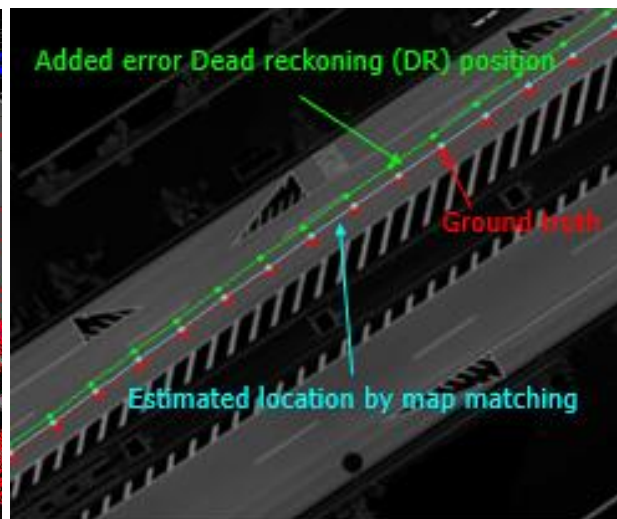 Added error Dead reckoning (DR) position
Ground truth
Estimated location by map matching